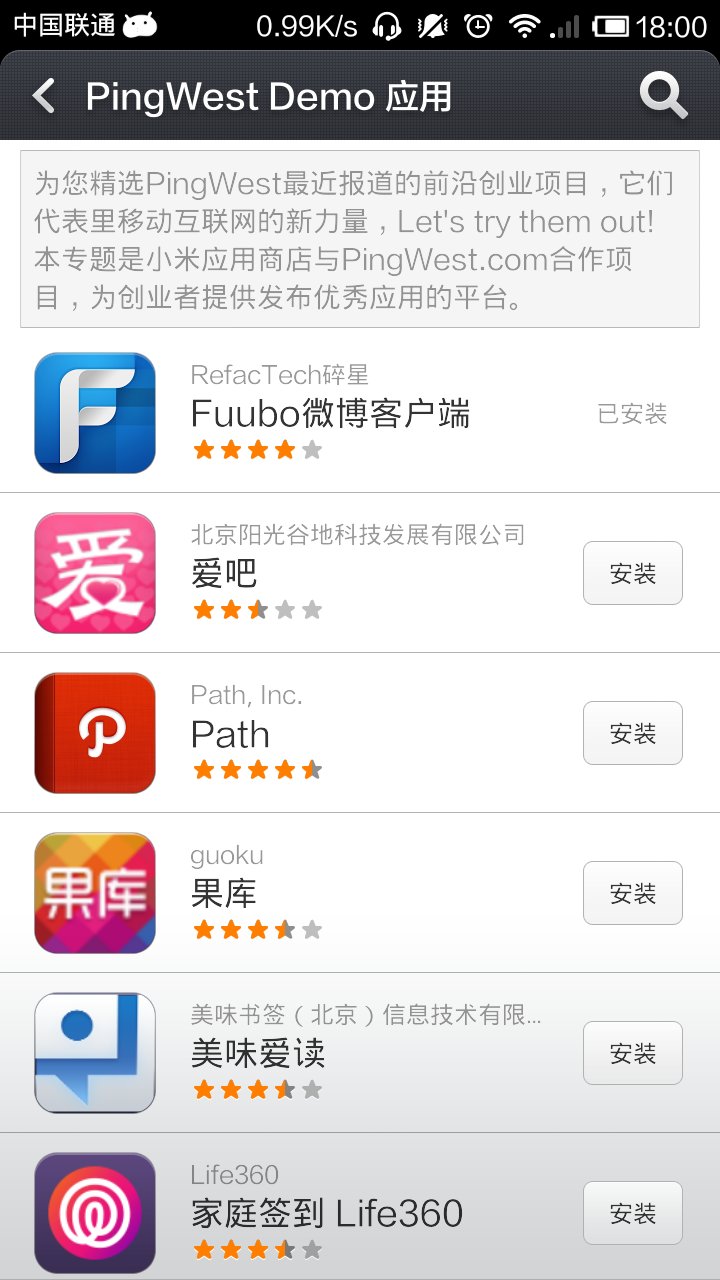 中国联通 0.99K/s 18:00
PingWest Demo 应用
为您精选PingWest最近报道的前沿创业项目，它们
代表里移动互联网的新力量，Let's try them out!
本专题是小米应用商店与PingWest.com合作项
目，为创业者提供发布优秀应用的平台。
RefacTech碎星
Fuubo微博客户端
已安装
爱
北京阳光谷地科技发展有限公司
爱吧
安装
Path, Inc.
Path
安装
果库
guoku
果库
安装
美味书签（北京）信息技术有限...
美味爱读
安装
Life360
家庭签到 Life360
安装